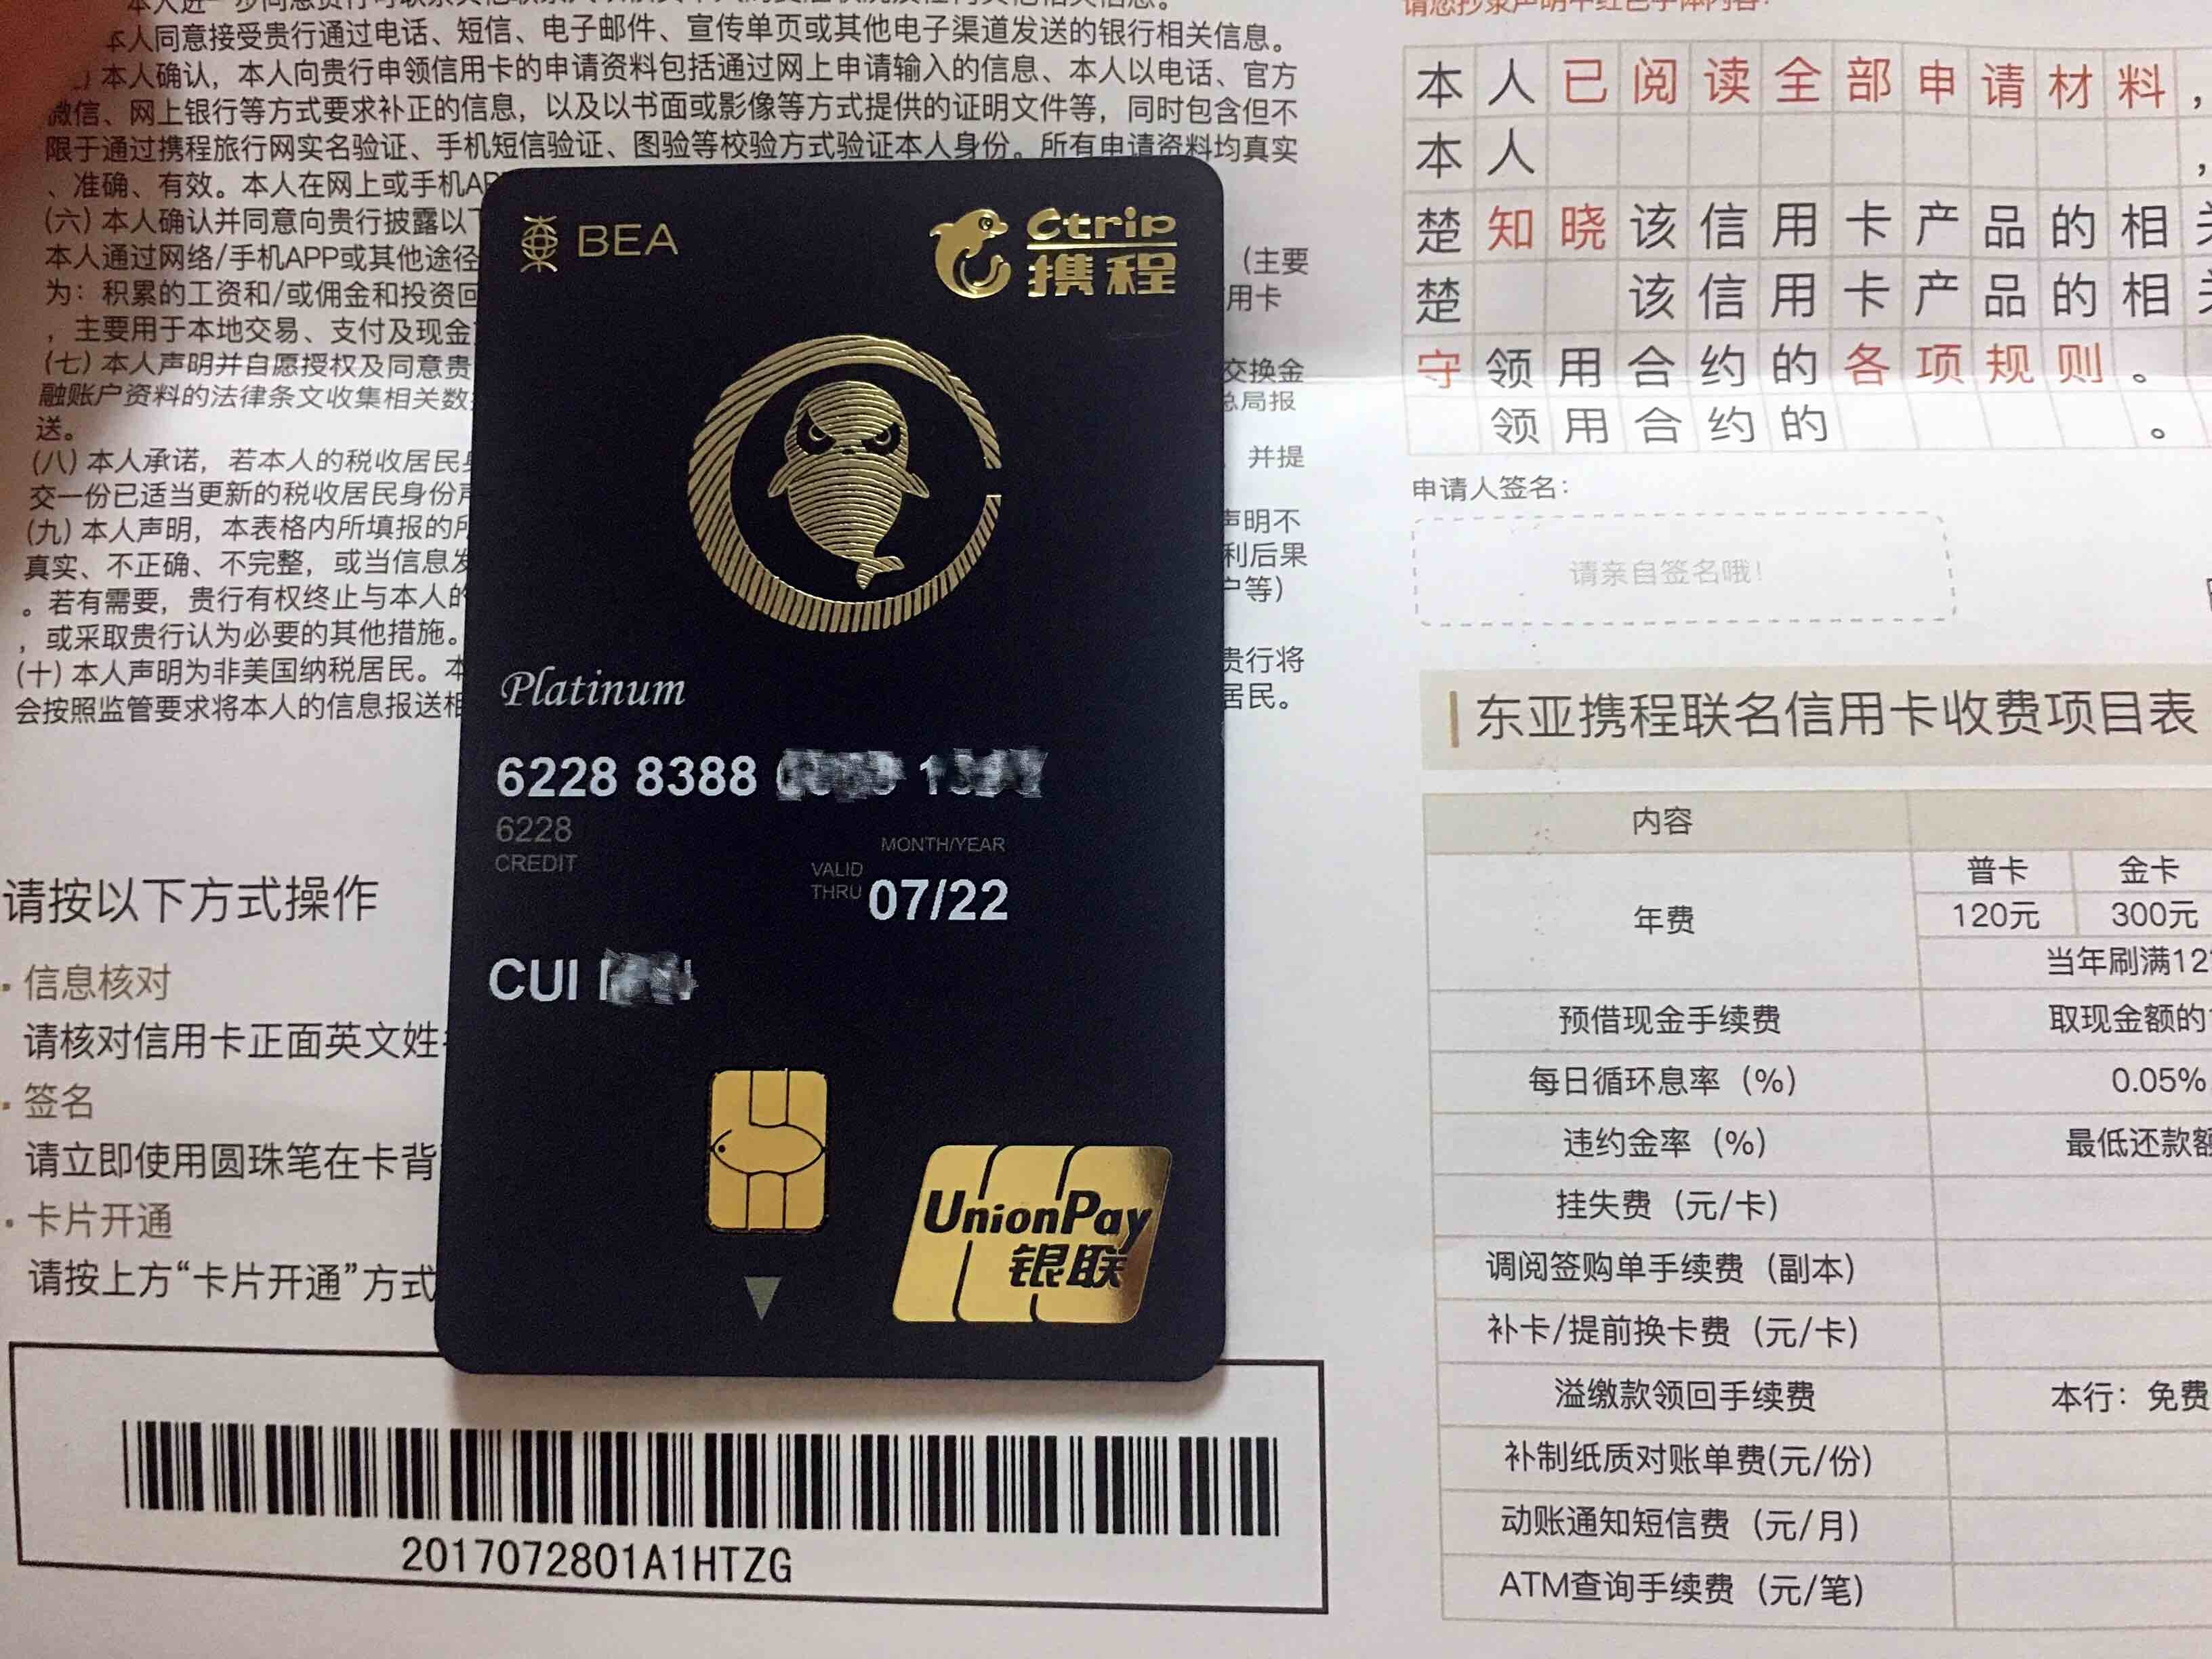 本人同意接受贵行通过电话、短信、电子邮件、宣传单页或其他电子渠道发送的银行相关信息。
本人确认，本人向贵行申领信用卡的申请资料包括通过网上申请输入的信息、本人以电话、官方
微信、网上银行等方式要求补正的信息，以及以书面或影像等方式提供的证明文件等，同时包含但不
限于通过携程旅行网实名验证、手机短信验证、图验等校验方式验证本人身份。所有申请资料均真实
、准确、有效。本人在网上或手机AP
(六) 本人确认并同意向贵行披露以下
本人通过网络/手机APP或其他途径
（主要
为：积累的工资和/或佣金和投资回
用卡
，主要用于本地交易、支付及现金
(七) 本人声明并自愿授权及同意贵
交换金
融账户资料的法律条文收集相关数
总局报
送。
(八) 本人承诺，若本人的税收居民身
并提
交一份已适当更新的税收居民身份声
(九) 本人声明，本表格内所填报的所
声明不
真实、不正确、不完整，或当信息发
利后果
。若有需要，贵行有权终止与本人的
户等）
，或采取贵行认为必要的其他措施。
(十) 本人声明为非美国纳税居民。本
贵行将
会按照监管要求将本人的信息报送相
居民。
请按以下方式操作
· 信息核对
请核对信用卡正面英文姓名
· 签名
请立即使用圆珠笔在卡背
· 卡片开通
请按上方“卡片开通”方式
2017072801A1HTZG
BEA
Ctrip
携程
Platinum
6228 8388
6228
CREDIT
MONTH/YEAR
VALID
THRU 07/22
CUI
UnionPay
银联
请您抄录声明中红色字体内容：
本人已阅读全部申请材料，
本人 ，
楚知晓该信用卡产品的相关
楚 该信用卡产品的相关
守领用合约的各项规则。
领用合约的 。
申请人签名：
请亲自签名哦！
东亚携程联名信用卡收费项目表
内容
年费
普卡 金卡
120元 300元
当年刷满12
预借现金手续费 取现金额的
每日循环息率（%） 0.05%
违约金率（%） 最低还款额
挂失费（元/卡）
调阅签购单手续费（副本）
补卡/提前换卡费（元/卡）
溢缴款领回手续费 本行：免费
补制纸质对账单费(元/份)
动账通知短信费（元/月）
ATM查询手续费（元/笔）